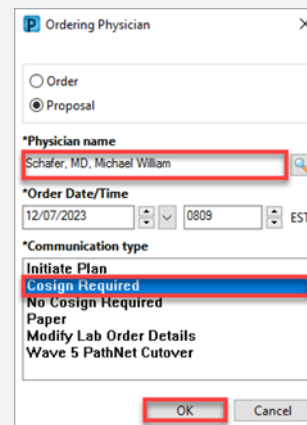 Ordering Physician
Order
Proposal
*Physician name
Schafer, MD, Michael William
*Order Date/Time
12/07/2023 0809 EST
*Communication type
Initiate Plan
Cosign Required
No Cosign Required
Paper
Modify Lab Order Details
Wave 5 PathNet Cutover
OK Cancel